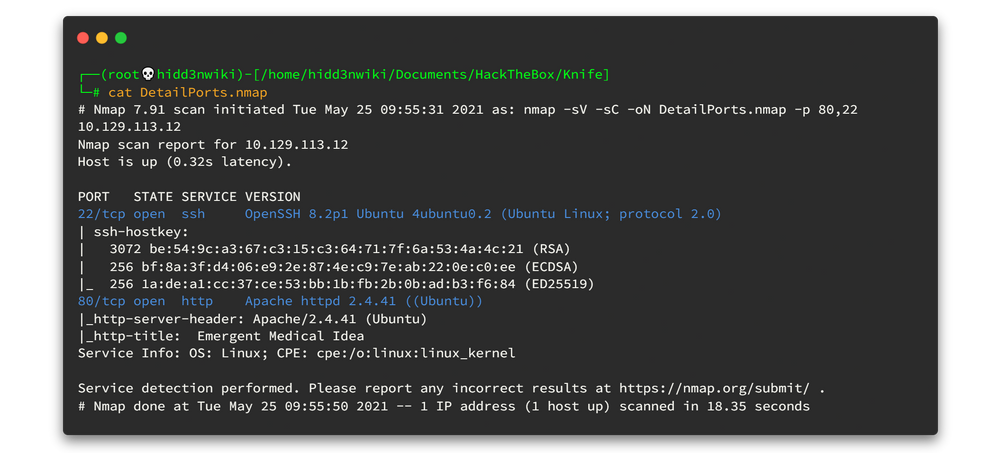 ┌──(root💀hidd3nwiki)-[/home/hidd3nwiki/Documents/HackTheBox/Knife]
└─# cat DetailPorts.nmap
# Nmap 7.91 scan initiated Tue May 25 09:55:31 2021 as: nmap -sV -sC -oN DetailPorts.nmap -p 80,22
10.129.113.12
Nmap scan report for 10.129.113.12
Host is up (0.32s latency).
PORT   STATE SERVICE VERSION
22/tcp open  ssh     OpenSSH 8.2p1 Ubuntu 4ubuntu0.2 (Ubuntu Linux; protocol 2.0)
| ssh-hostkey:
|   3072 be:54:9c:a3:67:c3:15:c3:64:71:7f:6a:53:4a:4c:21 (RSA)
|   256 bf:8a:3f:d4:06:e9:2e:87:4e:c9:7e:ab:22:0e:c0:ee (ECDSA)
|_  256 1a:de:a1:cc:37:ce:53:bb:1b:fb:2b:0b:ad:b3:f6:84 (ED25519)
80/tcp open  http    Apache httpd 2.4.41 ((Ubuntu))
|_http-server-header: Apache/2.4.41 (Ubuntu)
|_http-title:  Emergent Medical Idea
Service Info: OS: Linux; CPE: cpe:/o:linux:linux_kernel
Service detection performed. Please report any incorrect results at https://nmap.org/submit/ .
# Nmap done at Tue May 25 09:55:50 2021 -- 1 IP address (1 host up) scanned in 18.35 seconds